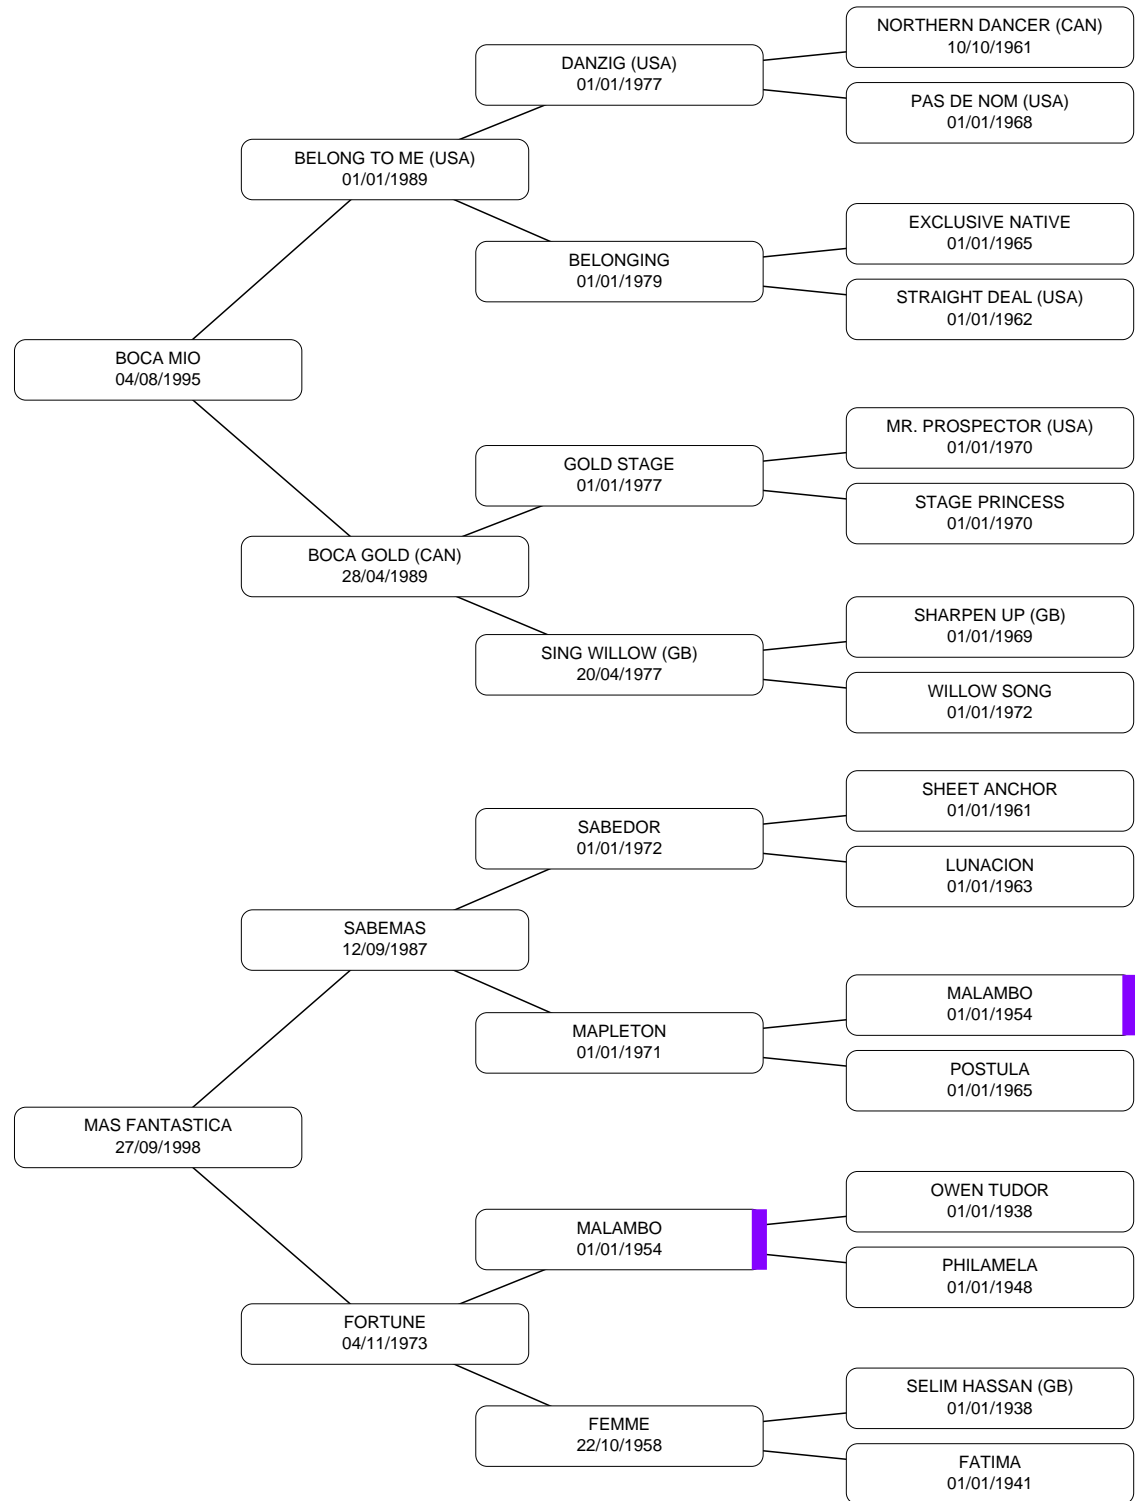 NORTHERN DANCER (CAN)
10/10/1961
DANZIG (USA)
01/01/1977
PAS DE NOM (USA)
01/01/1968
BELONG TO ME (USA)
01/01/1989
EXCLUSIVE NATIVE
01/01/1965
BELONGING
01/01/1979
STRAIGHT DEAL (USA)
01/01/1962
BOCA MIO
04/08/1995
MR. PROSPECTOR (USA)
01/01/1970
GOLD STAGE
01/01/1977
STAGE PRINCESS
01/01/1970
BOCA GOLD (CAN)
28/04/1989
SHARPEN UP (GB)
01/01/1969
SING WILLOW (GB)
20/04/1977
WILLOW SONG
01/01/1972
SHEET ANCHOR
01/01/1961
SABEDOR
01/01/1972
LUNACION
01/01/1963
SABEMAS
12/09/1987
MALAMBO
01/01/1954
MAPLETON
01/01/1971
POSTULA
01/01/1965
MAS FANTASTICA
27/09/1998
OWEN TUDOR
01/01/1938
MALAMBO
01/01/1954
PHILAMELA
01/01/1948
FORTUNE
04/11/1973
SELIM HASSAN (GB)
01/01/1938
FEMME
22/10/1958
FATIMA
01/01/1941